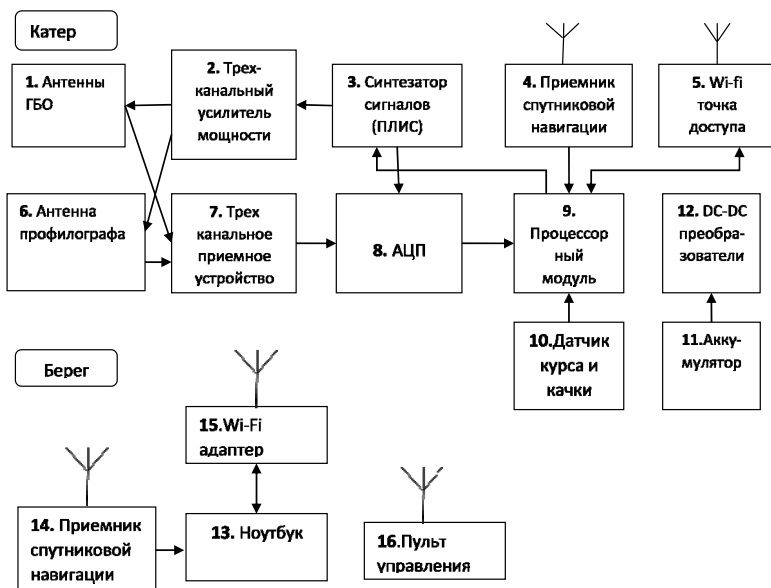 Катер
1. Антенны
ГБО
2. Трех-
канальный
усилитель
мощности
3. Синтезатор
сигналов
(ПЛИС)
4. Приемник
спутниковой
навигации
5. Wi-fi
точка
доступа
6. Антенна
профилографа
7. Трех
канальное
приемное
устройство
8. АЦП
9.
Процессор
ный
модуль
12. DC-DC
преобра-
зователи
10.Датчик
курса и
качки
11.Акку-
мулятор
Берег
15.Wi-Fi
адаптер
14. Приемник
спутниковой
навигации
13. Ноутбук
16.Пульт
управления